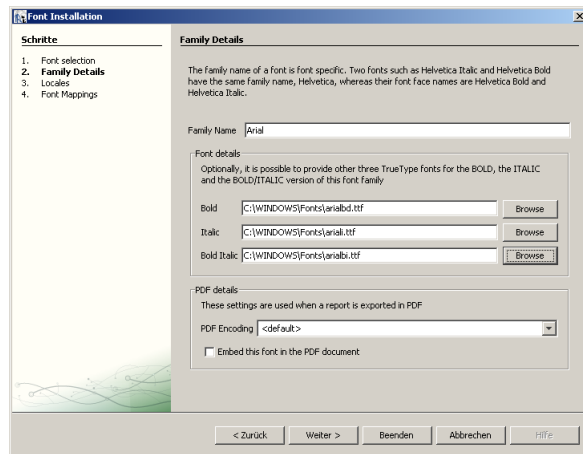 Font Installation
Schritte
1. Font selection
2. Family Details
3. Locales
4. Font Mappings
Family Details
The family name of a font is font specific. Two fonts such as Helvetica Italic and Helvetica Bold
have the same family name, Helvetica, whereas their font face names are Helvetica Bold and
Helvetica Italic.
Family Name Arial
Font details
Optionally, it is possible to provide other three TrueType fonts for the BOLD, the ITALIC
and the BOLD/ITALIC version of this font family
Bold C:\WINDOWS\Fonts\arialbd.ttf Browse
Italic C:\WINDOWS\Fonts\ariali.ttf Browse
Bold Italic C:\WINDOWS\Fonts\arialbi.ttf Browse
PDF details
These settings are used when a report is exported in PDF
PDF Encoding <default>
Embed this font in the PDF document
< Zurück Weiter > Beenden Abbrechen Hilfe